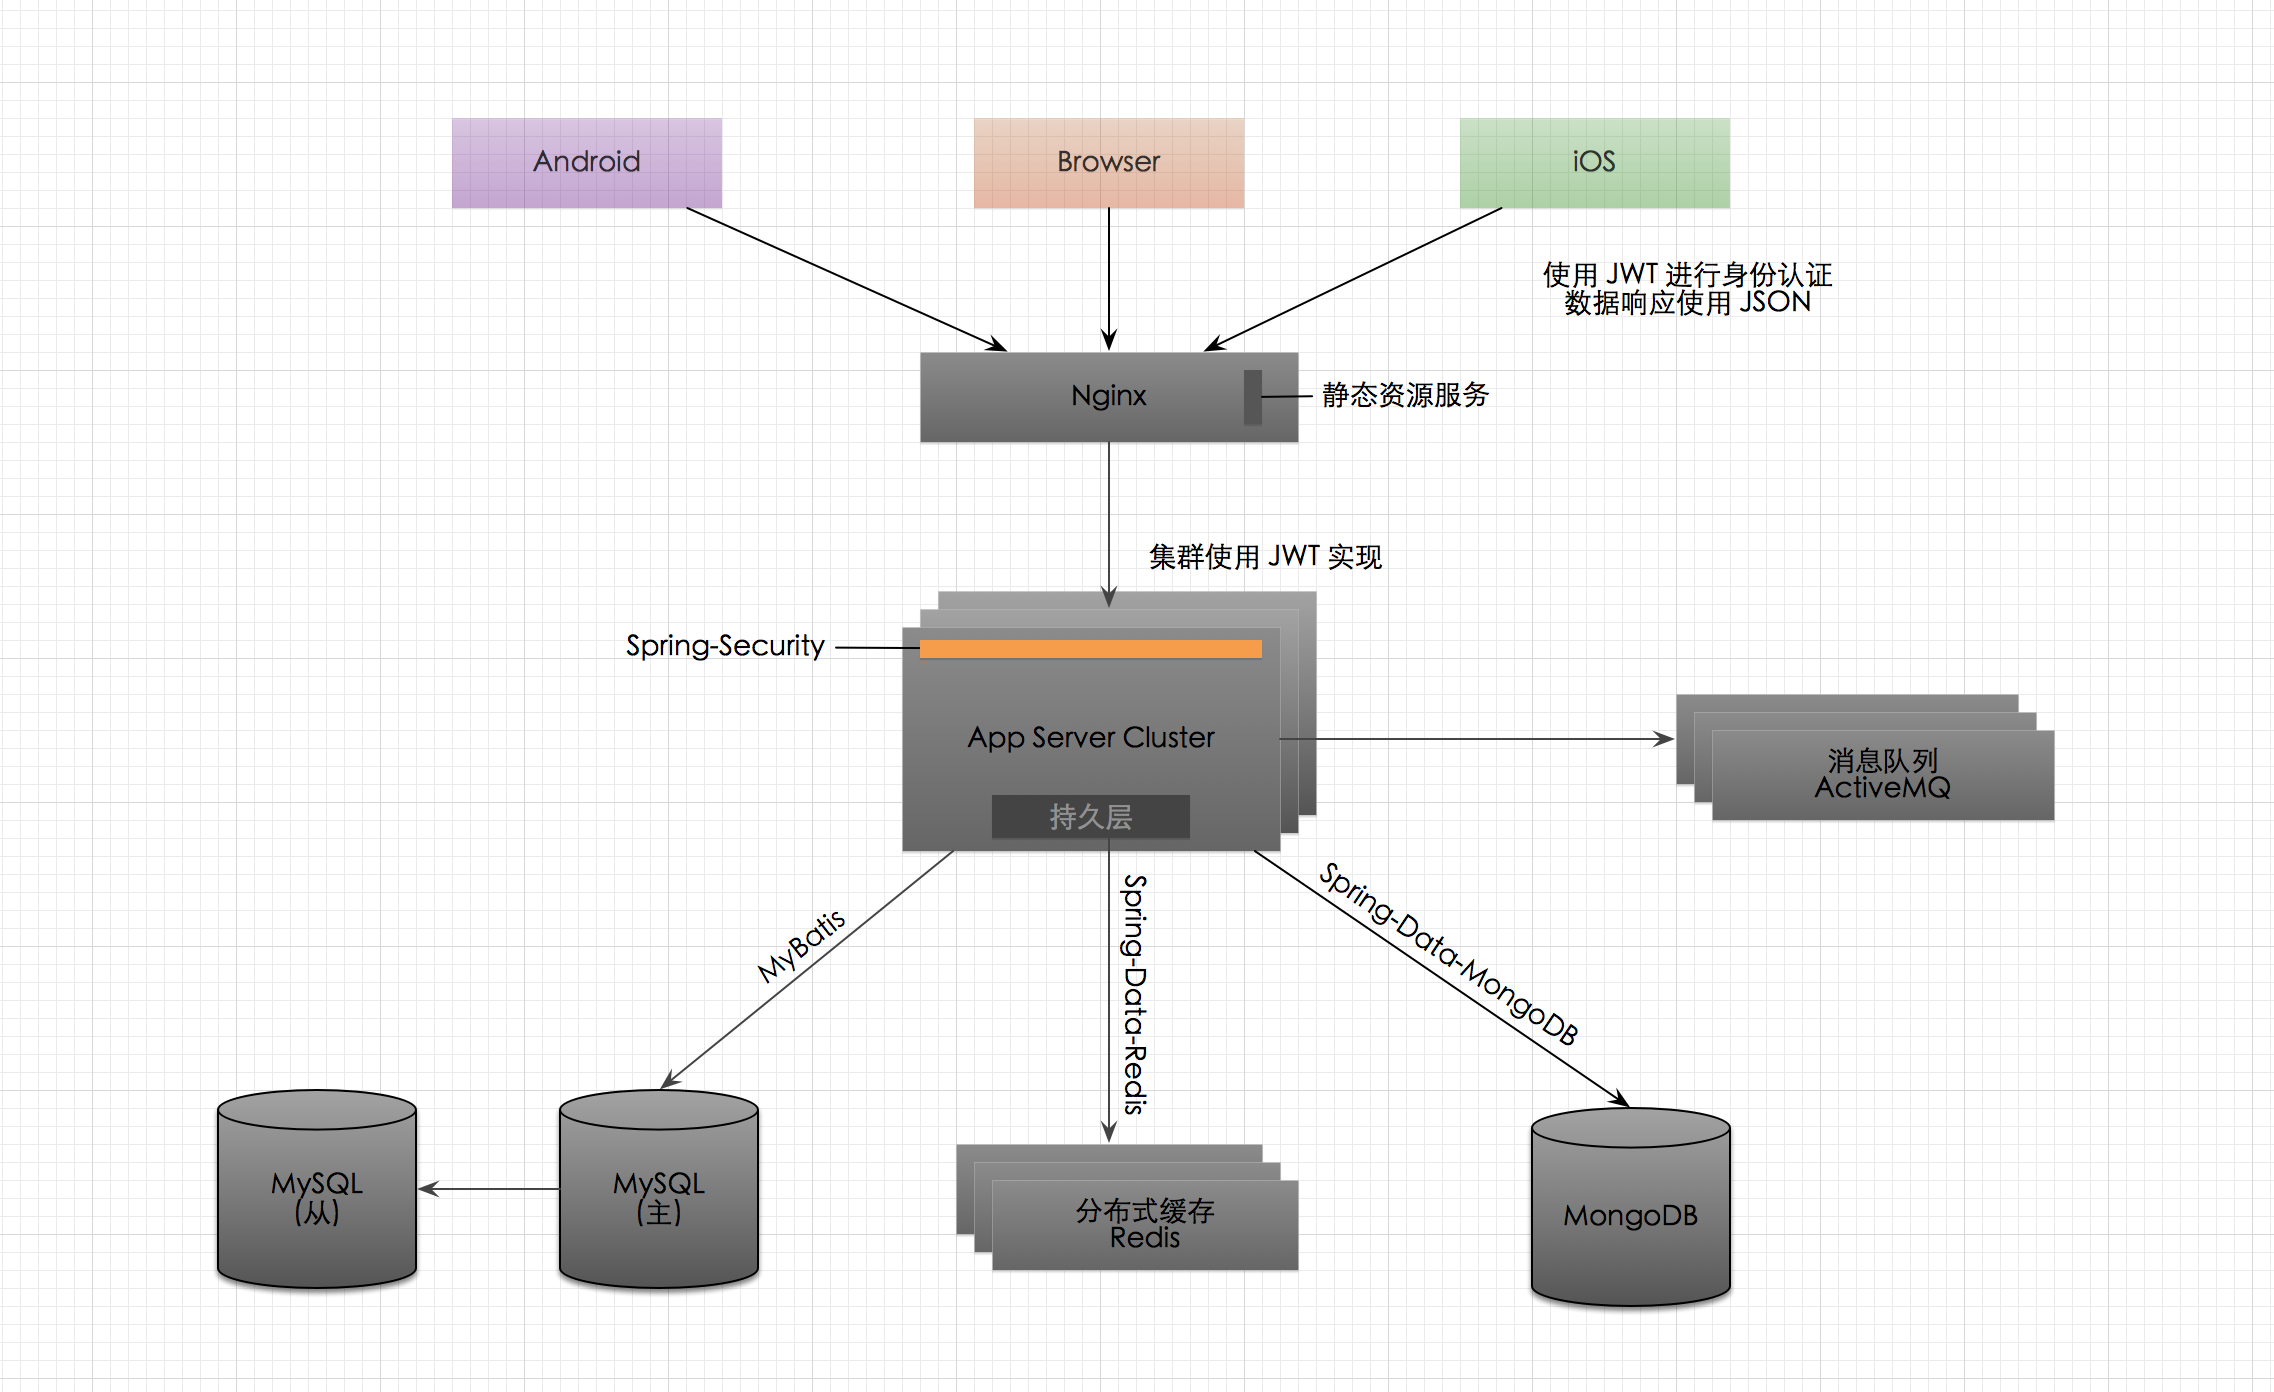 Android
Browser
iOS
使用 JWT 进行身份认证
数据响应使用 JSON
Nginx
静态资源服务
集群使用 JWT 实现
Spring-Security
App Server Cluster
消息队列
ActiveMQ
持久层
MyBatis
Spring-Data-Redis
Spring-Data-MongoDB
MySQL
(从)
MySQL
(主)
分布式缓存
Redis
MongoDB